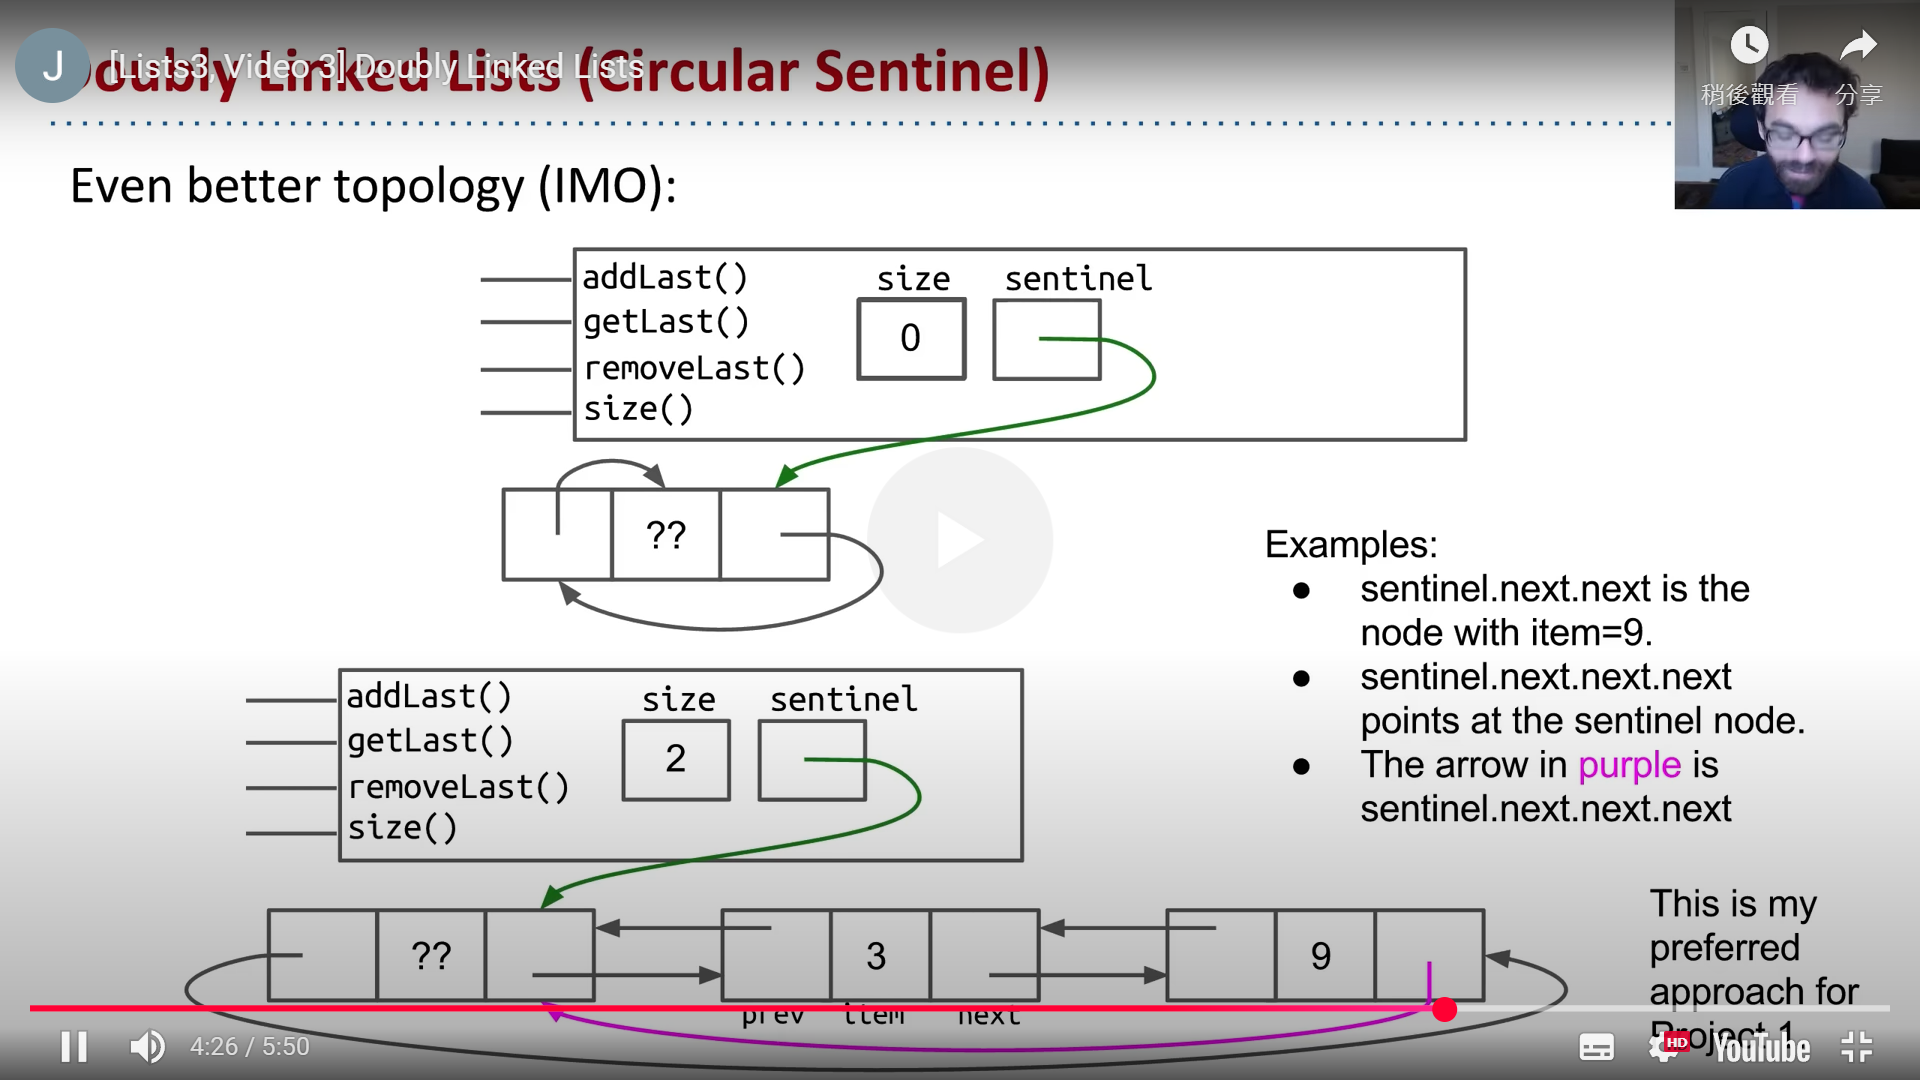 J
[Lists3, Video 3] Doubly Linked Lists
Doubly Linked Lists (Circular Sentinel)
稍後觀看
分享
Even better topology (IMO):
addLast()
size
sentinel
getLast()
0
removeLast()
size()
??
Examples:
● sentinel.next.next is the
node with item=9.
● sentinel.next.next.next
points at the sentinel node.
● The arrow in purple is
sentinel.next.next.next
addLast()
size
sentinel
getLast()
2
removeLast()
size()
??
3
9
prev item next
This is my
preferred
approach for
Project 1.
4:26 / 5:50
HD
YouTube